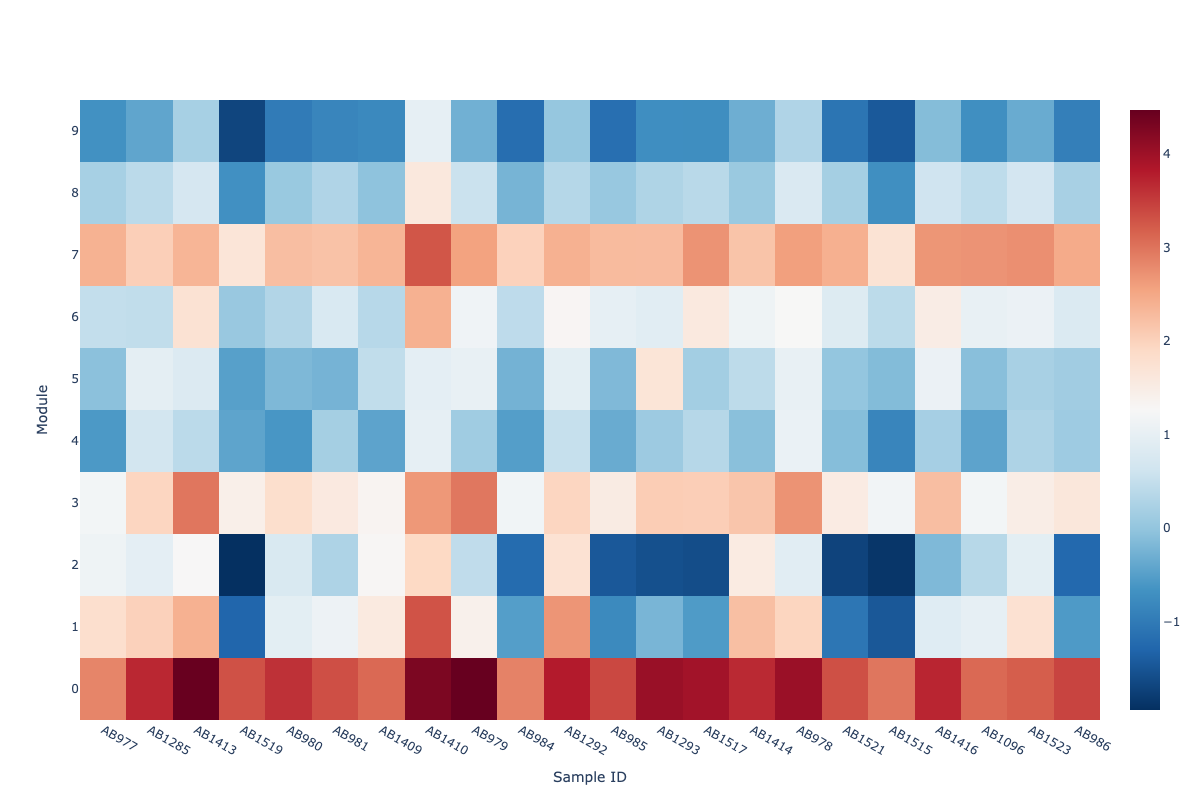 9
8
7
6
5
4
3
2
1
0
Module
AB977
AB1285
AB1413
AB1519
AB980
AB981
AB1409
AB1410
AB979
AB984
AB1292
AB985
AB1293
AB1517
AB1414
AB978
AB1521
AB1515
AB1416
AB1096
AB1523
AB986
Sample ID
4
3
2
1
0
−1